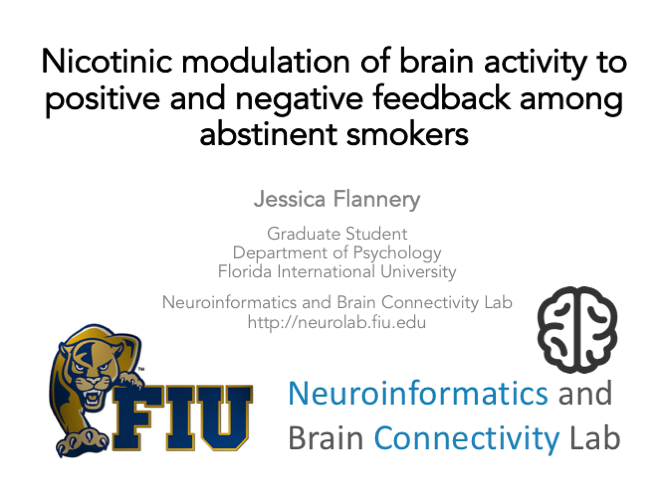 Nicotinic modulation of brain activity to
positive and negative feedback among
abstinent smokers
Jessica Flannery
Graduate Student
Department of Psychology
Florida International University
Neuroinformatics and Brain Connectivity Lab
http://neurolab.fiu.edu
TM
FIU
Neuroinformatics and
Brain Connectivity Lab